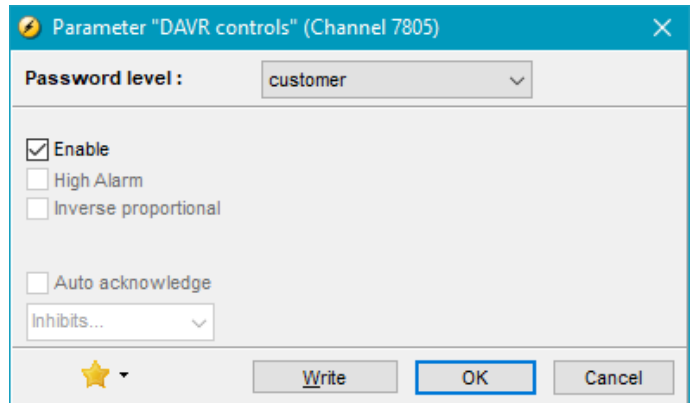 Parameter "DAVR controls" (Channel 7805)
Password level : customer
Enable
High Alarm
Inverse proportional
Auto acknowledge
Inhibits...
Write OK Cancel